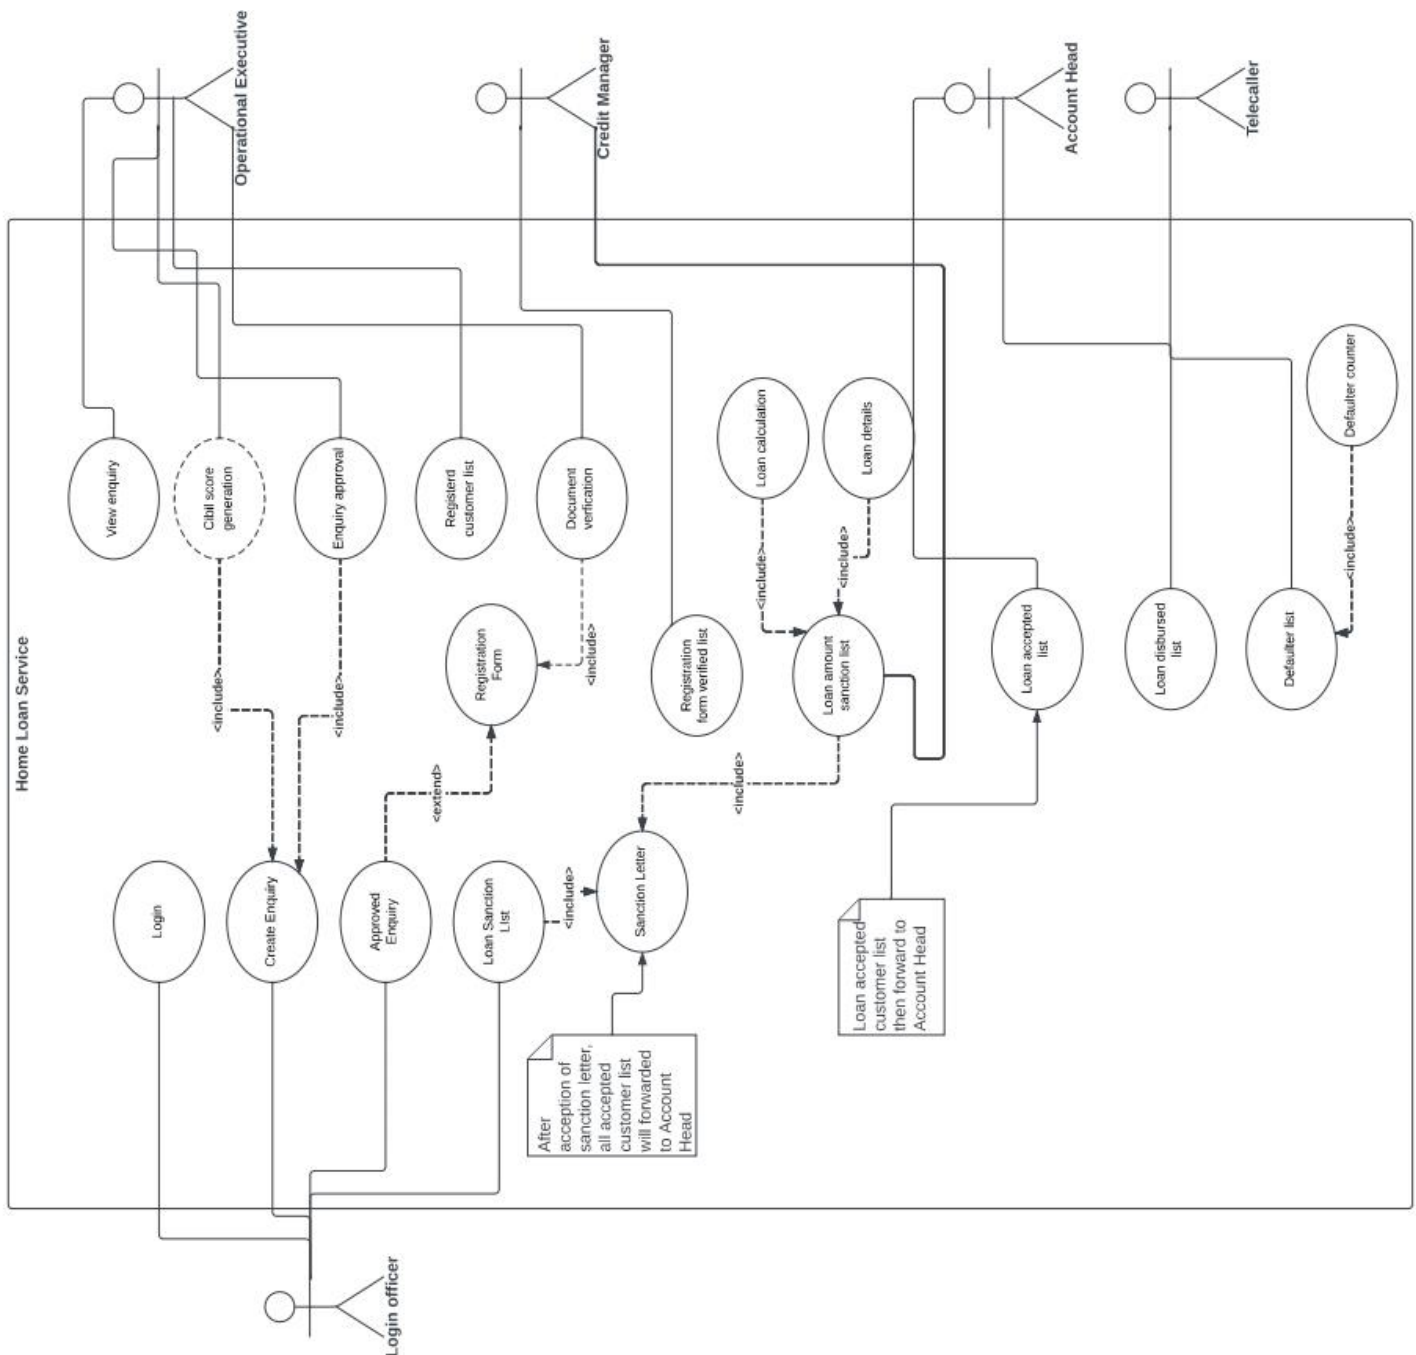 Home Loan Service
Login officer
Operational Executive
Credit Manager
Account Head
Telecaller
Login
Create Enquiry
Approved
Enquiry
Loan Sanction
LIst
View enquiry
Cibil score
generation
Enquiry approval
Registerd
customer list
Document
verfication
<include>
<include>
<extend>
Registration
Form
<include>
<include>
Sanction Letter
<include>
Registration
form verified list
Loan calculation
Loan details
<include>
<include>
Loan amount
sanction list
After
acception of
sanction letter,
all accepted
customer list
will forwarded
to Account
Head
Loan accepted
customer list
then forward to
Account Head
Loan accepted
list
Loan disbursed
list
Defaulter list
<include>
Defaulter counter